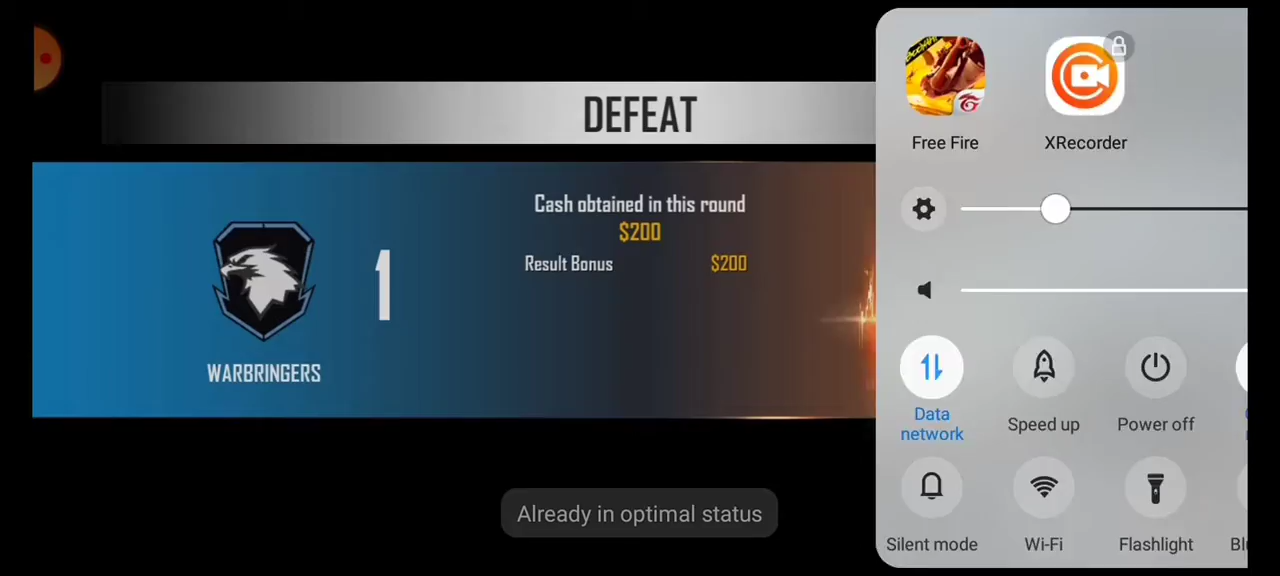 DEFEAT
Cash obtained in this round
$200
Result Bonus $200
1
WARBRINGERS
Already in optimal status
Free Fire
XRecorder
Data
network
Speed up
Power off
Silent mode
Wi-Fi
Flashlight